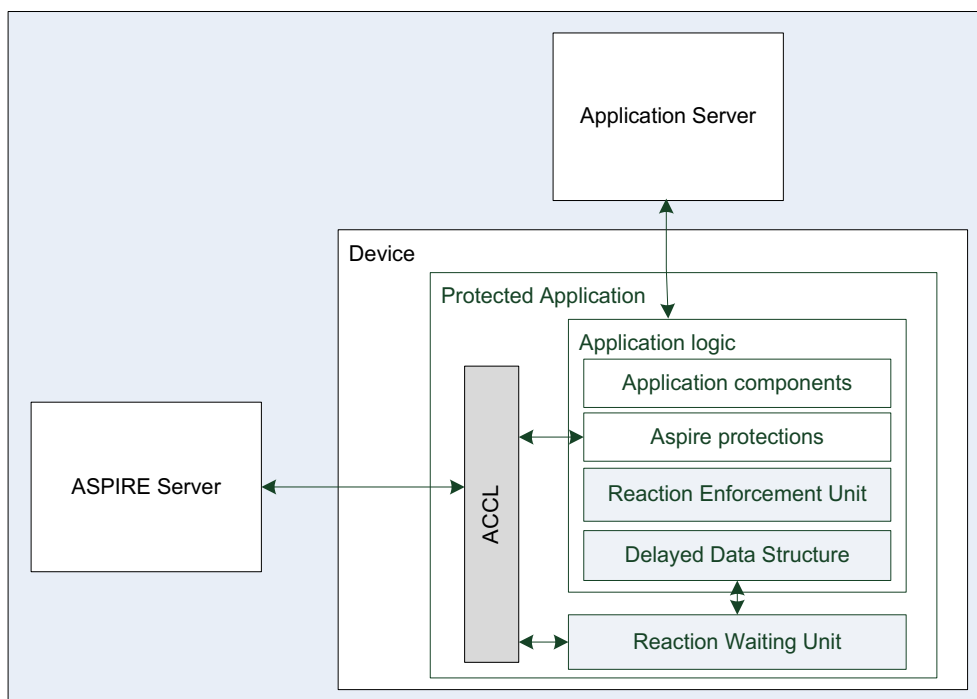 Application Server
Device
Protected Application
Application logic
Application components
Aspire protections
ASPIRE Server
ACCL
Reaction Enforcement Unit
Delayed Data Structure
Reaction Waiting Unit